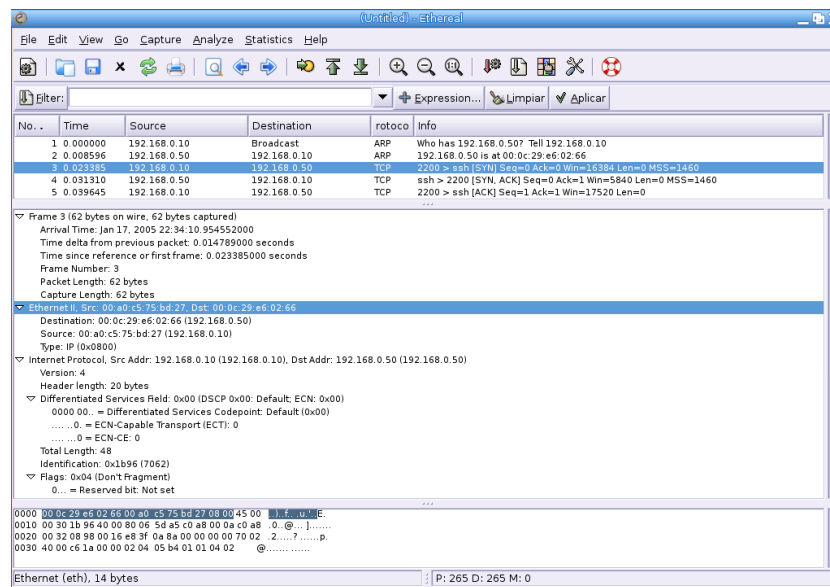 (Untitled) - Ethereal
File Edit View Go Capture Analyze Statistics Help
Filter: Expression... Limpiar Aplicar
No. . Time Source Destination rotoco Info
1 0.000000 192.168.0.10 Broadcast ARP Who has 192.168.0.50? Tell 192.168.0.10
2 0.008596 192.168.0.50 192.168.0.10 ARP 192.168.0.50 is at 00:0c:29:e6:02:66
3 0.023385 192.168.0.10 192.168.0.50 TCP 2200 > ssh [SYN] Seq=0 Ack=0 Win=16384 Len=0 MSS=1460
4 0.031310 192.168.0.50 192.168.0.10 TCP ssh > 2200 [SYN, ACK] Seq=0 Ack=1 Win=5840 Len=0 MSS=1460
5 0.039645 192.168.0.10 192.168.0.50 TCP 2200 > ssh [ACK] Seq=1 Ack=1 Win=17520 Len=0
Frame 3 (62 bytes on wire, 62 bytes captured)
Arrival Time: Jan 17, 2005 22:34:10.954552000
Time delta from previous packet: 0.014789000 seconds
Time since reference or first frame: 0.023385000 seconds
Frame Number: 3
Packet Length: 62 bytes
Capture Length: 62 bytes
Ethernet II, Src: 00:a0:c5:75:bd:27, Dst: 00:0c:29:e6:02:66
Destination: 00:0c:29:e6:02:66 (192.168.0.50)
Source: 00:a0:c5:75:bd:27 (192.168.0.10)
Type: IP (0x0800)
Internet Protocol, Src Addr: 192.168.0.10 (192.168.0.10), Dst Addr: 192.168.0.50 (192.168.0.50)
Version: 4
Header length: 20 bytes
Differentiated Services Field: 0x00 (DSCP 0x00: Default; ECN: 0x00)
0000 00.. = Differentiated Services Codepoint: Default (0x00)
.... ..0. = ECN-Capable Transport (ECT): 0
.... ...0 = ECN-CE: 0
Total Length: 48
Identification: 0x1b96 (7062)
Flags: 0x04 (Don't Fragment)
0... = Reserved bit: Not set
0000 00 0c 29 e6 02 66 00 a0 c5 75 bd 27 08 00 45 00 ..)..f.. .u.'..E.
0010 00 30 1b 96 40 00 80 06 5d a5 c0 a8 00 0a c0 a8 .0..@... ].......
0020 00 32 08 98 00 16 e8 3f 0a 8a 00 00 00 00 70 02 .2.....? ......p.
0030 40 00 c6 1a 00 00 02 04 05 b4 01 01 04 02 @....... ......
Ethernet (eth), 14 bytes P: 265 D: 265 M: 0